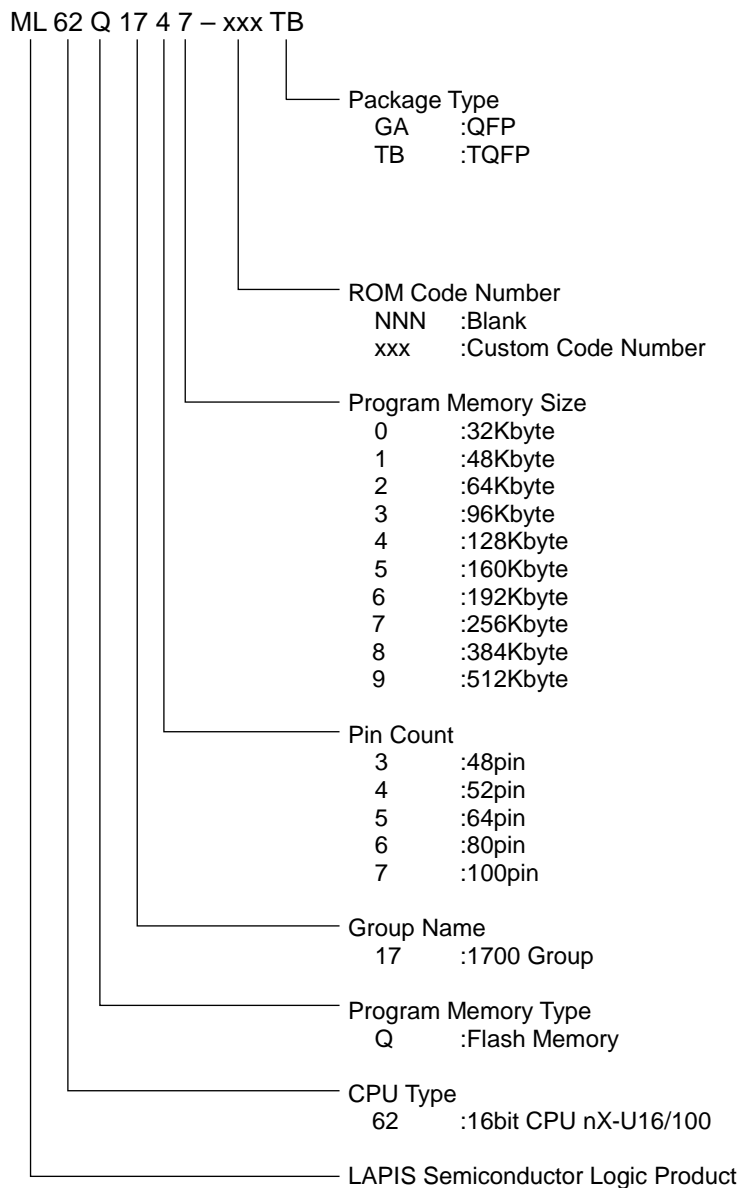 ML 62 Q 17 4 7 – xxx TB
Package Type
GA :QFP
TB :TQFP
ROM Code Number
NNN :Blank
xxx :Custom Code Number
Program Memory Size
0 :32Kbyte
1 :48Kbyte
2 :64Kbyte
3 :96Kbyte
4 :128Kbyte
5 :160Kbyte
6 :192Kbyte
7 :256Kbyte
8 :384Kbyte
9 :512Kbyte
Pin Count
3 :48pin
4 :52pin
5 :64pin
6 :80pin
7 :100pin
Group Name
17 :1700 Group
Program Memory Type
Q :Flash Memory
CPU Type
62 :16bit CPU nX-U16/100
LAPIS Semiconductor Logic Product